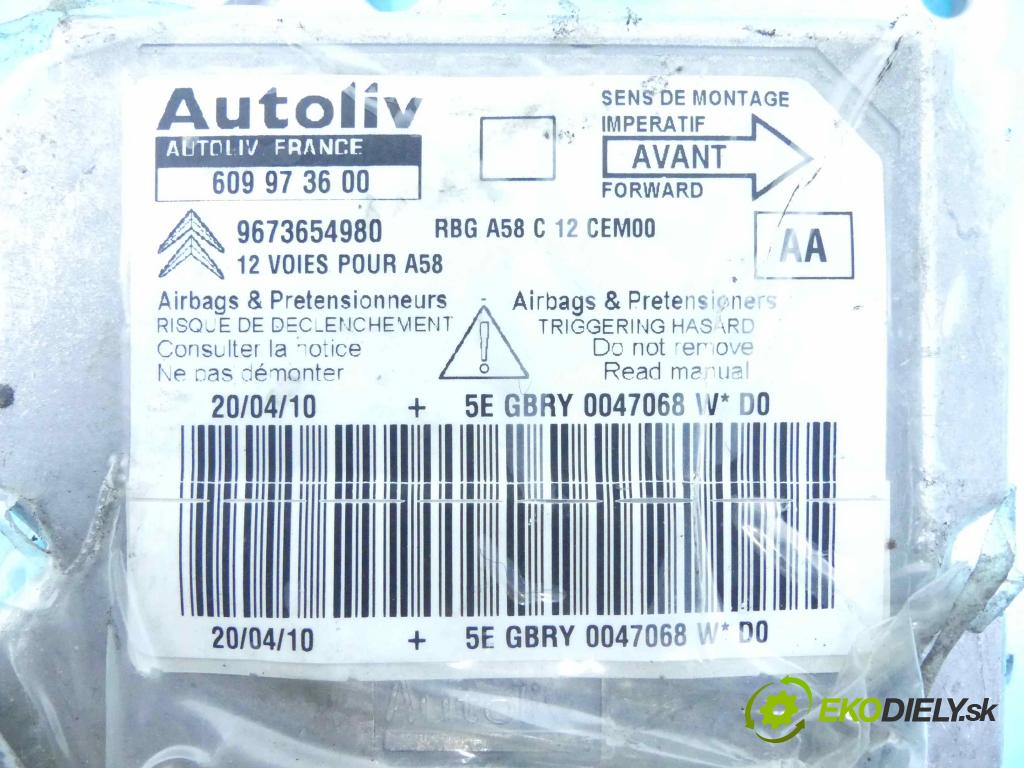 Autoliv
AUTOLIV FRANCE
609 97 36 00
SENS DE MONTAGE
IMPERATIF
AVANT
FORWARD
9673654980 RBG A58 C 12 CEM00
12 VOIES POUR A58
AA
Airbags & Pretensionneurs
RISQUE DE DECLENCHEMENT
Consulter la notice
Ne pas démonter
Airbags & Pretensioners
TRIGGERING HASARD
Do not remove
Read manual
20/04/10 + 5E GBRY 0047068 W* D0
20/04/10 + 5E GBRY 0047068 W* D0
Autoli
EKODIELY.sk